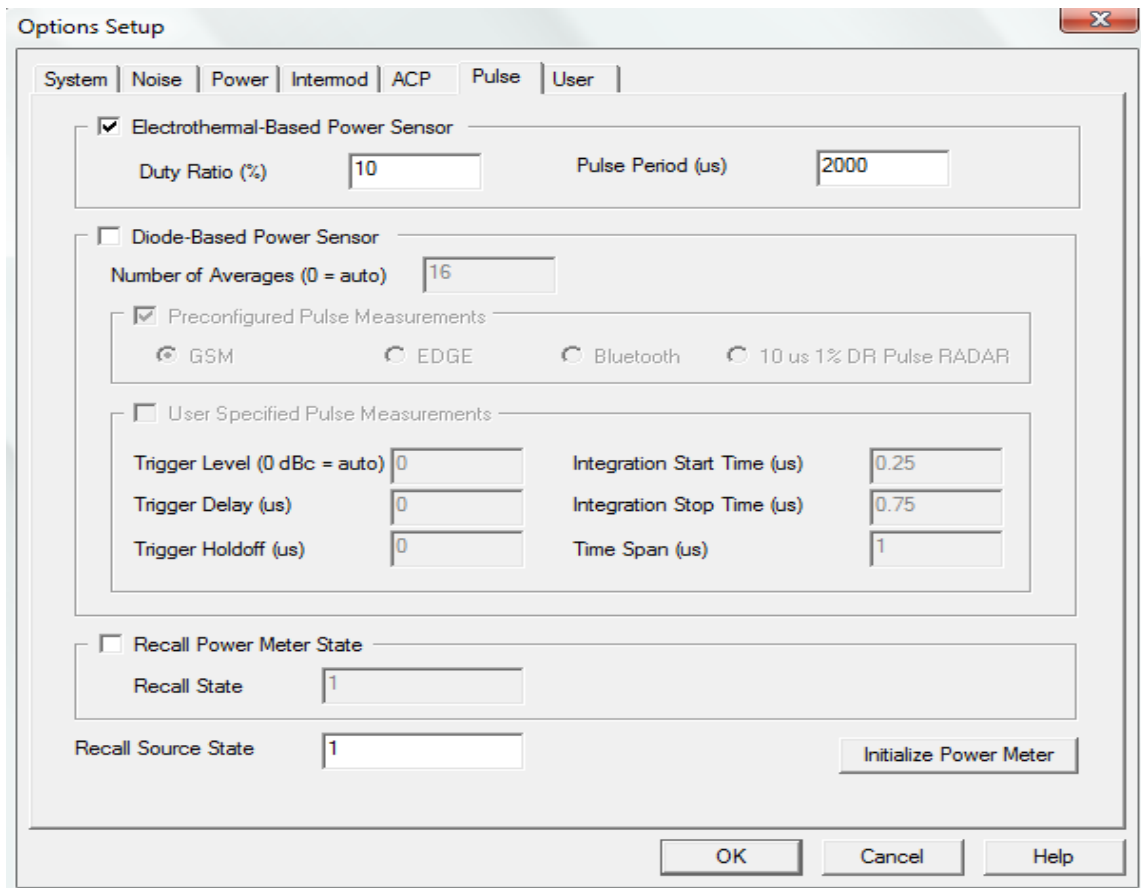 Options Setup
System Noise Power Intermod ACP Pulse User
Electrothermal-Based Power Sensor
Duty Ratio (%) 10 Pulse Period (us) 2000
Diode-Based Power Sensor
Number of Averages (0 = auto) 16
Preconfigured Pulse Measurements
GSM EDGE Bluetooth 10 us 1% DR Pulse RADAR
User Specified Pulse Measurements
Trigger Level (0 dBc = auto) 0 Integration Start Time (us) 0.25
Trigger Delay (us) 0 Integration Stop Time (us) 0.75
Trigger Holdoff (us) 0 Time Span (us) 1
Recall Power Meter State
Recall State 1
Recall Source State 1 Initialize Power Meter
OK Cancel Help